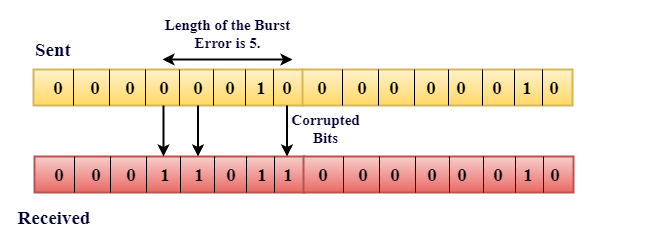 Length of the Burst
Error is 5.
Sent
0 0 0 0 0 0 1 0 0 0 0 0 0 0 1 0
Corrupted
Bits
0 0 0 1 1 0 1 1 0 0 0 0 0 0 1 0
Received